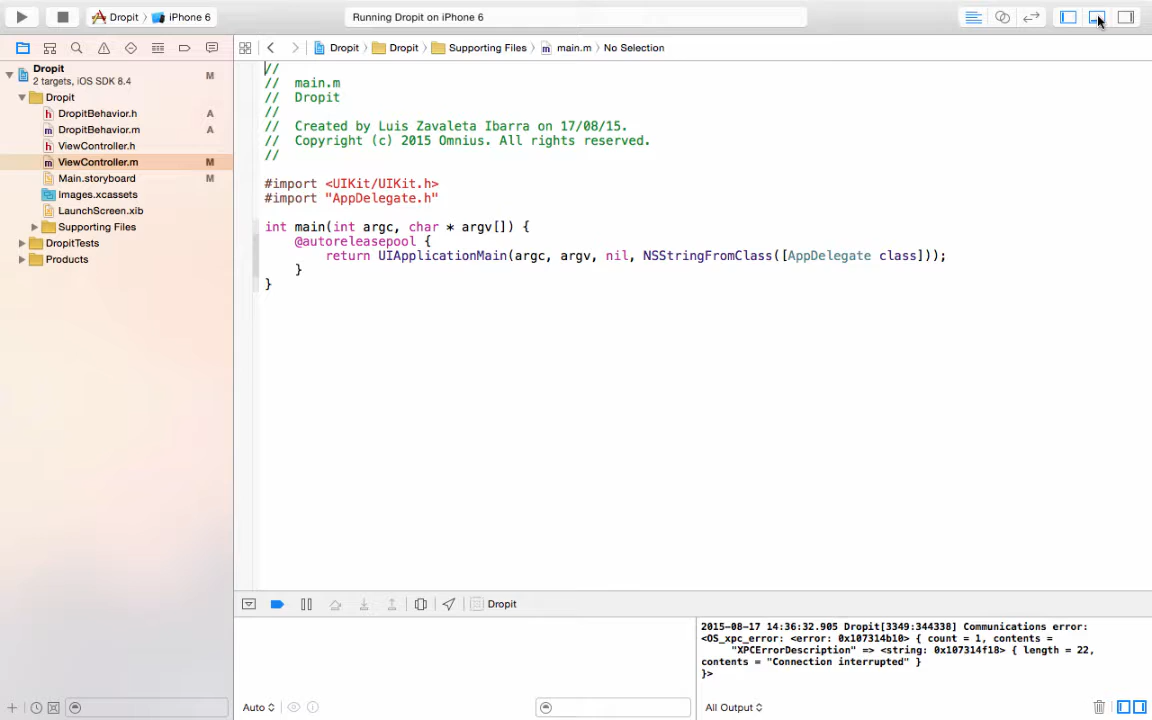 Dropit iPhone 6
Running Dropit on iPhone 6
Dropit Dropit Supporting Files main.m No Selection
Dropit M
2 targets, iOS SDK 8.4
Dropit
DropitBehavior.h A
DropitBehavior.m A
ViewController.h
ViewController.m M
Main.storyboard M
Images.xcassets
LaunchScreen.xib
Supporting Files
DropitTests
Products
//
//  main.m
//  Dropit
//
//  Created by Luis Zavaleta Ibarra on 17/08/15.
//  Copyright (c) 2015 Omnius. All rights reserved.
//
#import <UIKit/UIKit.h>
#import "AppDelegate.h"
int main(int argc, char * argv[]) {
@autoreleasepool {
return UIApplicationMain(argc, argv, nil, NSStringFromClass([AppDelegate class]));
}
}
Dropit
2015-08-17 14:36:32.905 Dropit[3349:344338] Communications error:
<OS_xpc_error: <error: 0x107314b10> { count = 1, contents =
"XPCErrorDescription" => <string: 0x107314f18> { length = 22,
contents = "Connection interrupted" }
}>
Auto
All Output